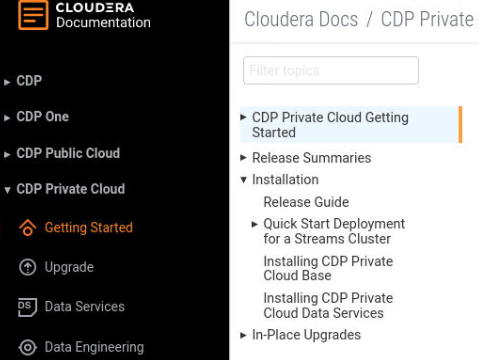 CLOUDERA
Documentation
CDP
CDP One
CDP Public Cloud
CDP Private Cloud
Getting Started
Upgrade
DS
Data Services
Data Engineering
Cloudera Docs / CDP Private
Filter topics
CDP Private Cloud Getting
Started
Release Summaries
Installation
Release Guide
Quick Start Deployment
for a Streams Cluster
Installing CDP Private
Cloud Base
Installing CDP Private
Cloud Data Services
In-Place Upgrades